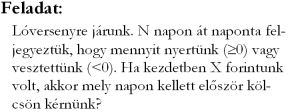 Feladat:
Lóversenyre járunk. N napon át naponta fel-
jegyeztük, hogy mennyit nyertünk (≥0) vagy
vesztettünk (<0). Ha kezdetben X forintunk
volt, akkor mely napon kellett először köl-
csön kérnünk?